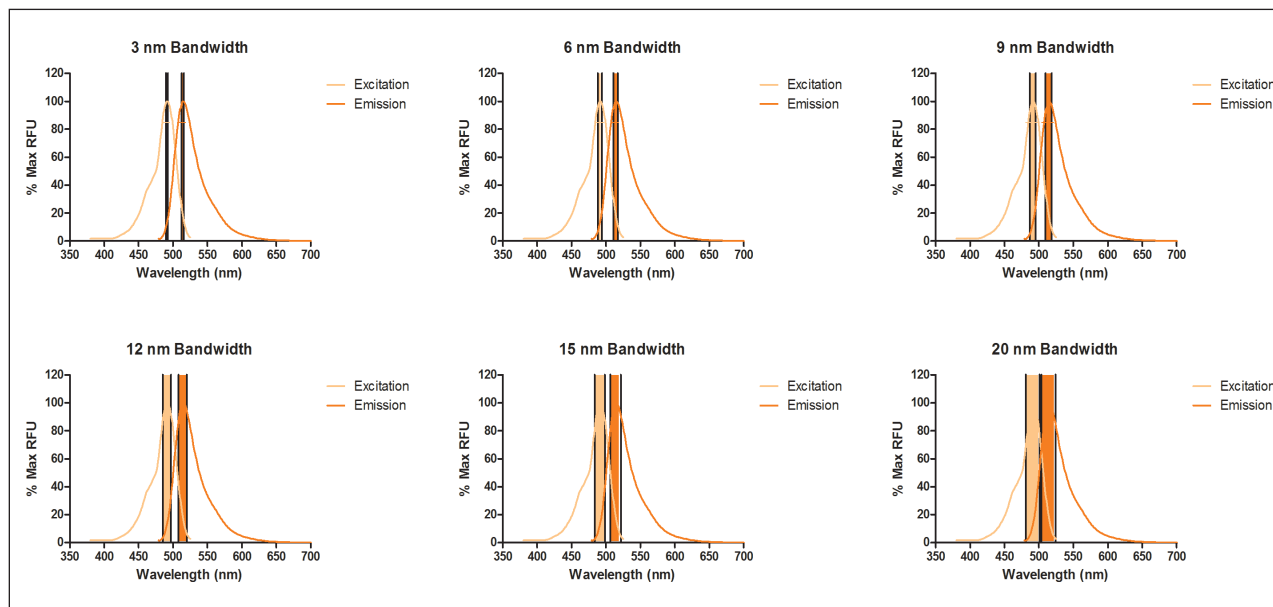 3 nm Bandwidth
120
100
80
60
40
20
0
% Max RFU
350 400 450 500 550 600 650 700
Wavelength (nm)
Excitation
Emission
6 nm Bandwidth
120
100
80
60
40
20
0
% Max RFU
350 400 450 500 550 600 650 700
Wavelength (nm)
Excitation
Emission
9 nm Bandwidth
120
100
80
60
40
20
0
% Max RFU
350 400 450 500 550 600 650 700
Wavelength (nm)
Excitation
Emission
12 nm Bandwidth
120
100
80
60
40
20
0
% Max RFU
350 400 450 500 550 600 650 700
Wavelength (nm)
Excitation
Emission
15 nm Bandwidth
120
100
80
60
40
20
0
% Max RFU
350 400 450 500 550 600 650 700
Wavelength (nm)
Excitation
Emission
20 nm Bandwidth
120
100
80
60
40
20
0
% Max RFU
350 400 450 500 550 600 650 700
Wavelength (nm)
Excitation
Emission